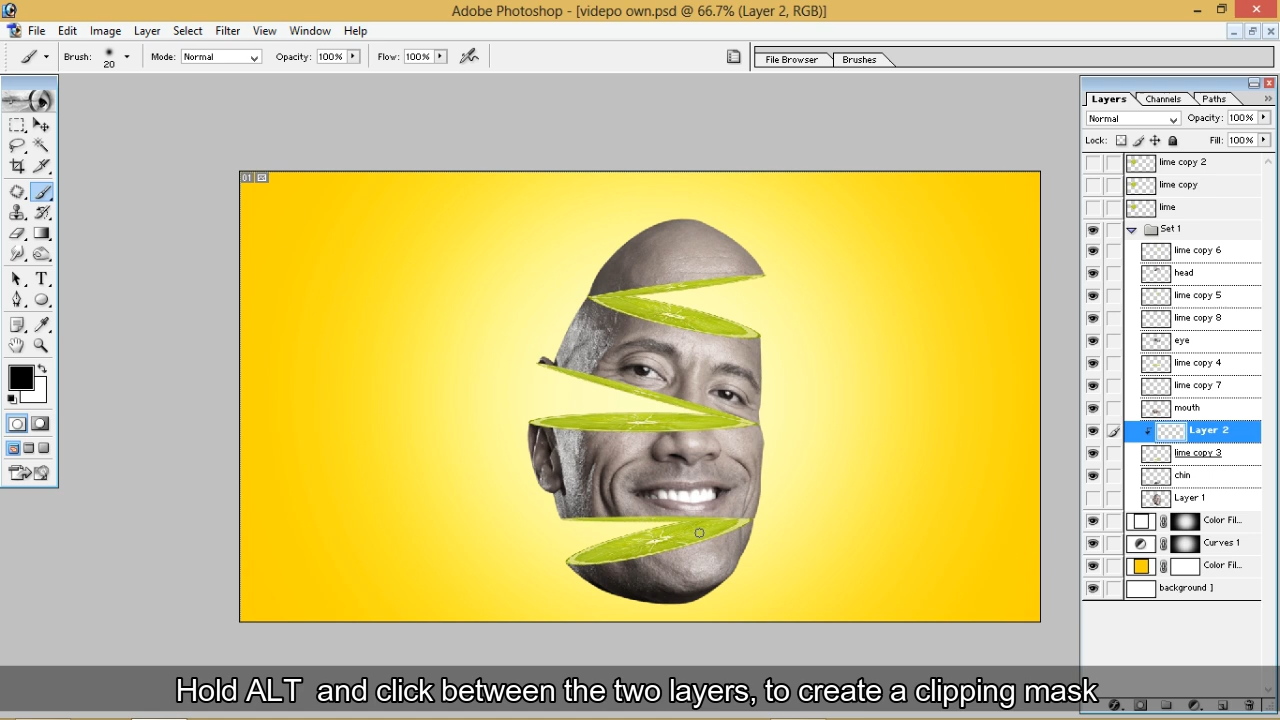 Adobe Photoshop - [videpo own.psd @ 66.7% (Layer 2, RGB)]
File Edit Image Layer Select Filter View Window Help
Brush: 20 Mode: Normal Opacity: 100% Flow: 100% File Browser Brushes
Layers Channels Paths
Normal Opacity: 100%
Lock: Fill: 100%
lime copy 2
lime copy
lime
Set 1
lime copy 6
head
lime copy 5
lime copy 8
eye
lime copy 4
lime copy 7
mouth
Layer 2
lime copy 3
chin
Layer 1
Color Fil...
Curves 1
Color Fil...
background ]
01
Hold ALT and click between the two layers, to create a clipping mask